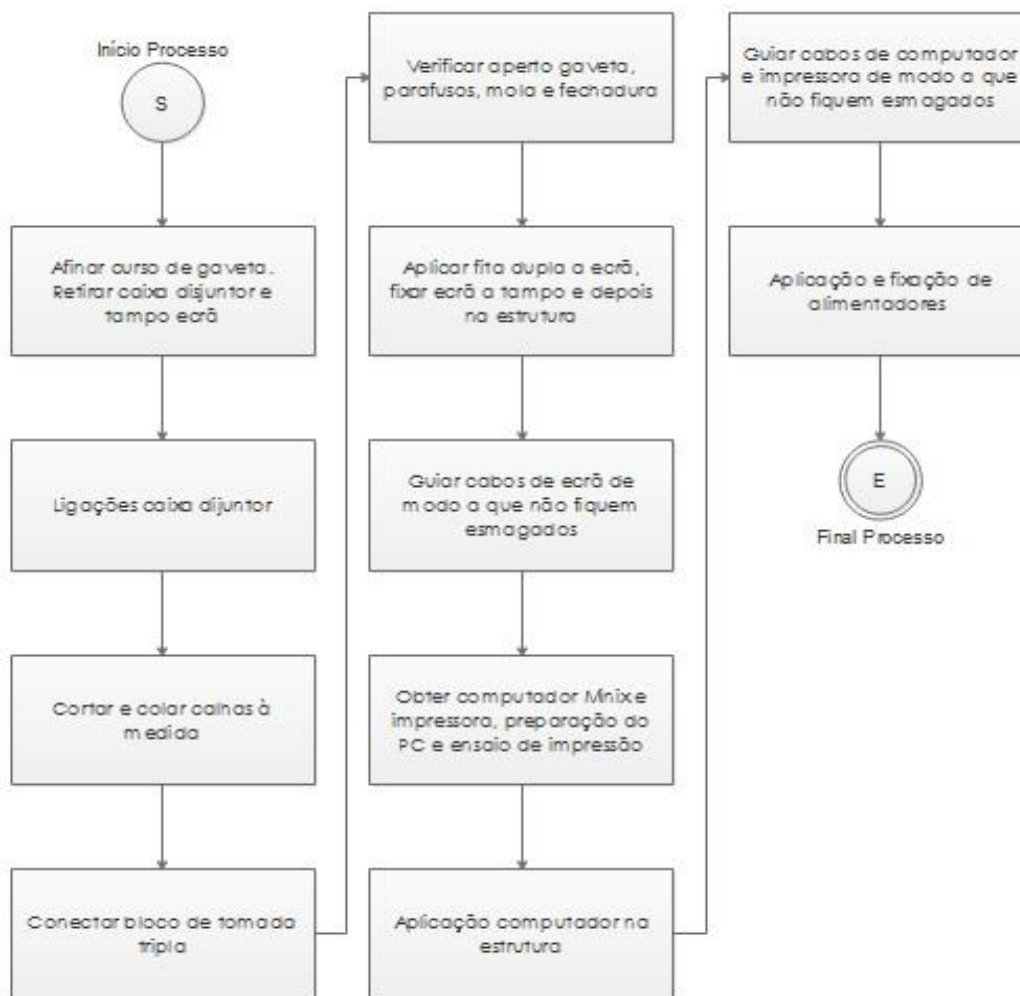 Início Processo
S
Afinar curso de gaveta.
Retirar caixa disjuntor e
tampo ecrã
Ligações caixa dijuntor
Cortar e colar calhas à
medida
Conectar bloco de tomada
tripla
Verificar aperto gaveta,
parafusos, mola e fechadura
Aplicar fita dupla a ecrã,
fixar ecrã a tampo e depois
na estrutura
Guiar cabos de ecrã de
modo a que não fiquem
esmagados
Obter computador Mnix e
impressora, preparação do
PC e ensaio de impressão
Aplicação computador na
estrutura
Guiar cabos de computador
e impressora de modo a que
não fiquem esmagados
Aplicação e fixação de
alimentadores
E
Final Processo